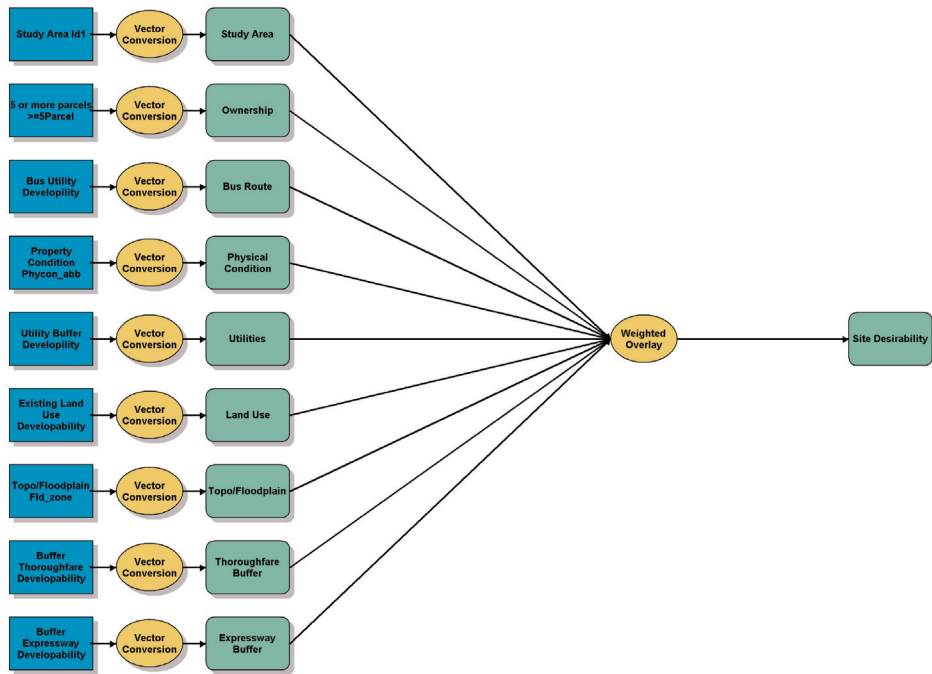 Study Area Id1
Vector
Conversion
Study Area
5 or more parcels
>=5Parcel
Vector
Conversion
Ownership
Bus Utility
Developility
Vector
Conversion
Bus Route
Property
Condition
Phycon_abb
Vector
Conversion
Physical
Condition
Utility Buffer
Developility
Vector
Conversion
Utilities
Weighted
Overlay
Site Desirability
Existing Land
Use
Developability
Vector
Conversion
Land Use
Topo/Floodplain
Fld_zone
Vector
Conversion
Topo/Floodplain
Buffer
Thoroughfare
Developability
Vector
Conversion
Thoroughfare
Buffer
Buffer
Expressway
Developability
Vector
Conversion
Expressway
Buffer